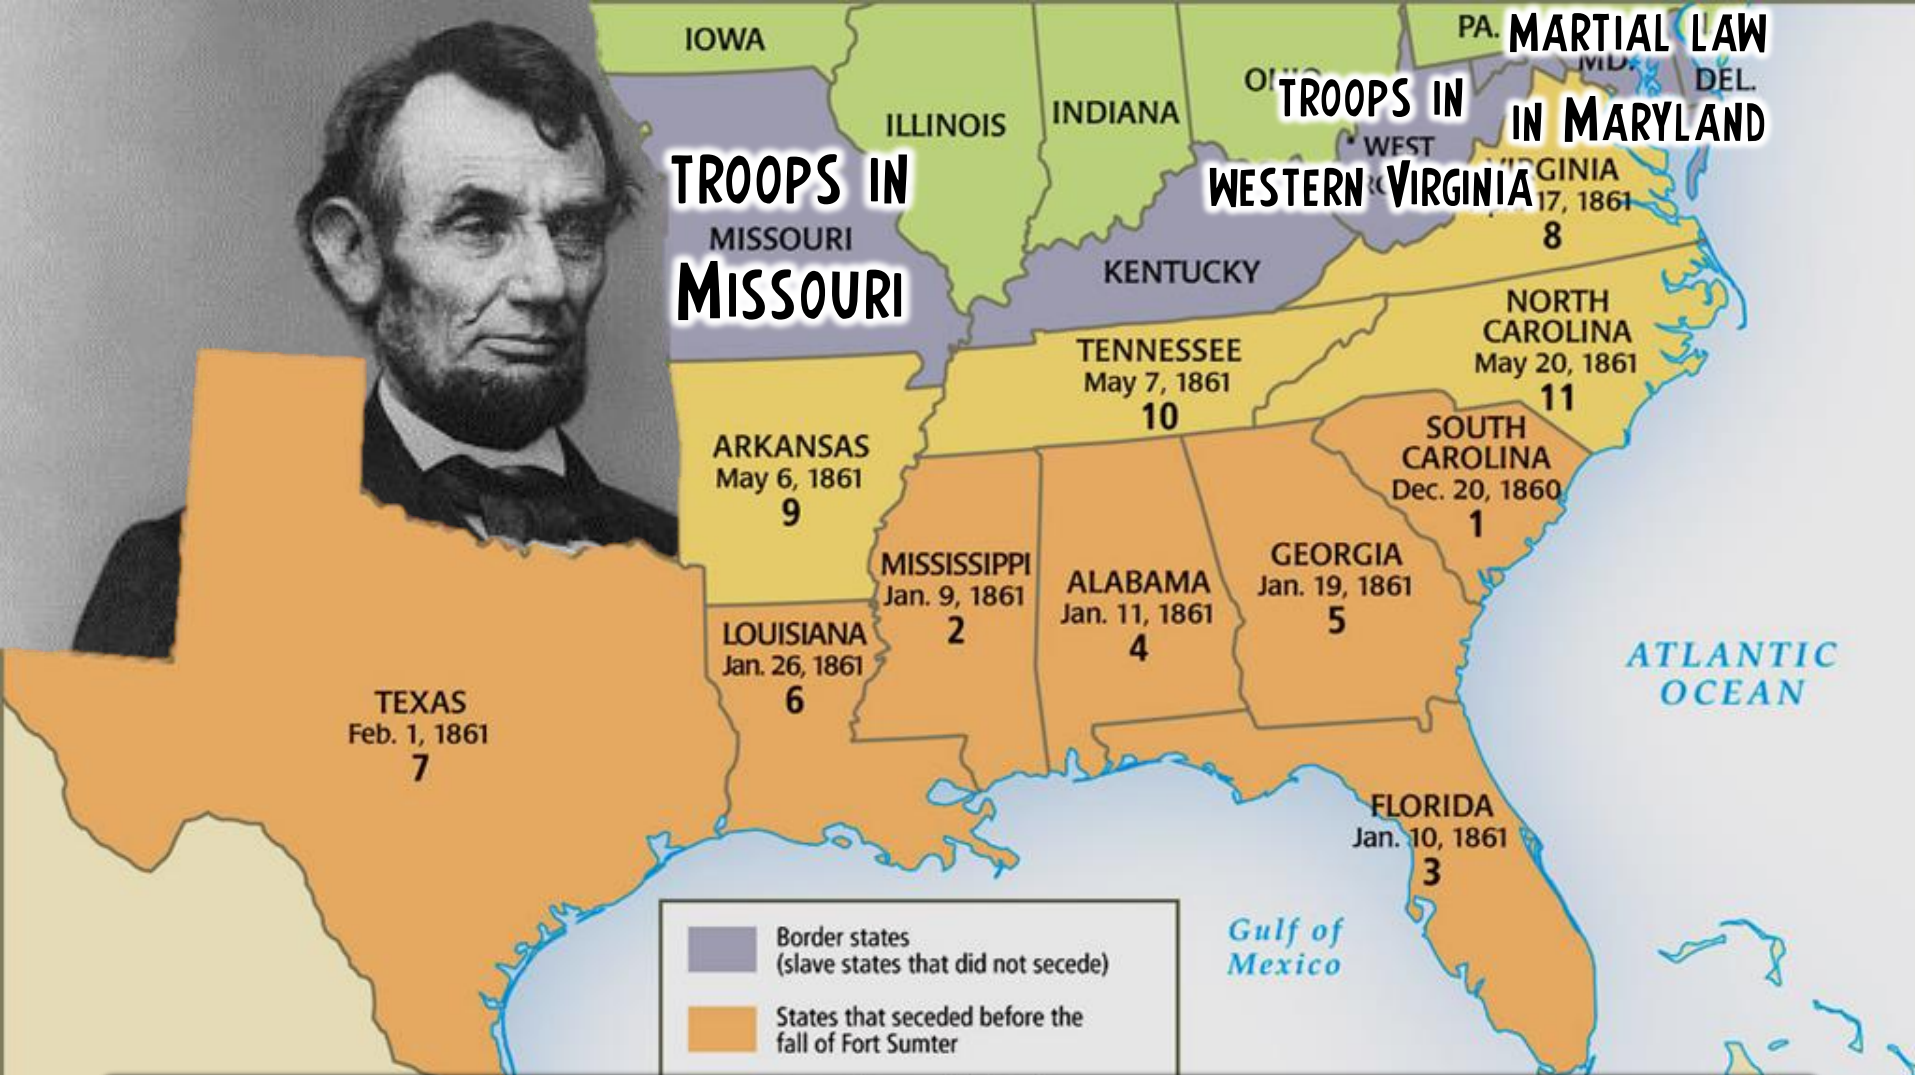 IOWA
PA.
MARTIAL LAW
MD.
DEL.
IN MARYLAND
INDIANA
ILLINOIS
TROOPS IN
WEST
WESTERN VIRGINIA
17, 1861
8
TROOPS IN
MISSOURI
MISSOURI
KENTUCKY
NORTH
CAROLINA
May 20, 1861
11
TENNESSEE
May 7, 1861
10
ARKANSAS
May 6, 1861
9
SOUTH
CAROLINA
Dec. 20, 1860
1
MISSISSIPPI
Jan. 9, 1861
2
ALABAMA
Jan. 11, 1861
4
GEORGIA
Jan. 19, 1861
5
LOUISIANA
Jan. 26, 1861
6
TEXAS
Feb. 1, 1861
7
ATLANTIC
OCEAN
FLORIDA
Jan. 10, 1861
3
Gulf of
Mexico
Border states
(slave states that did not secede)
States that seceded before the
fall of Fort Sumter